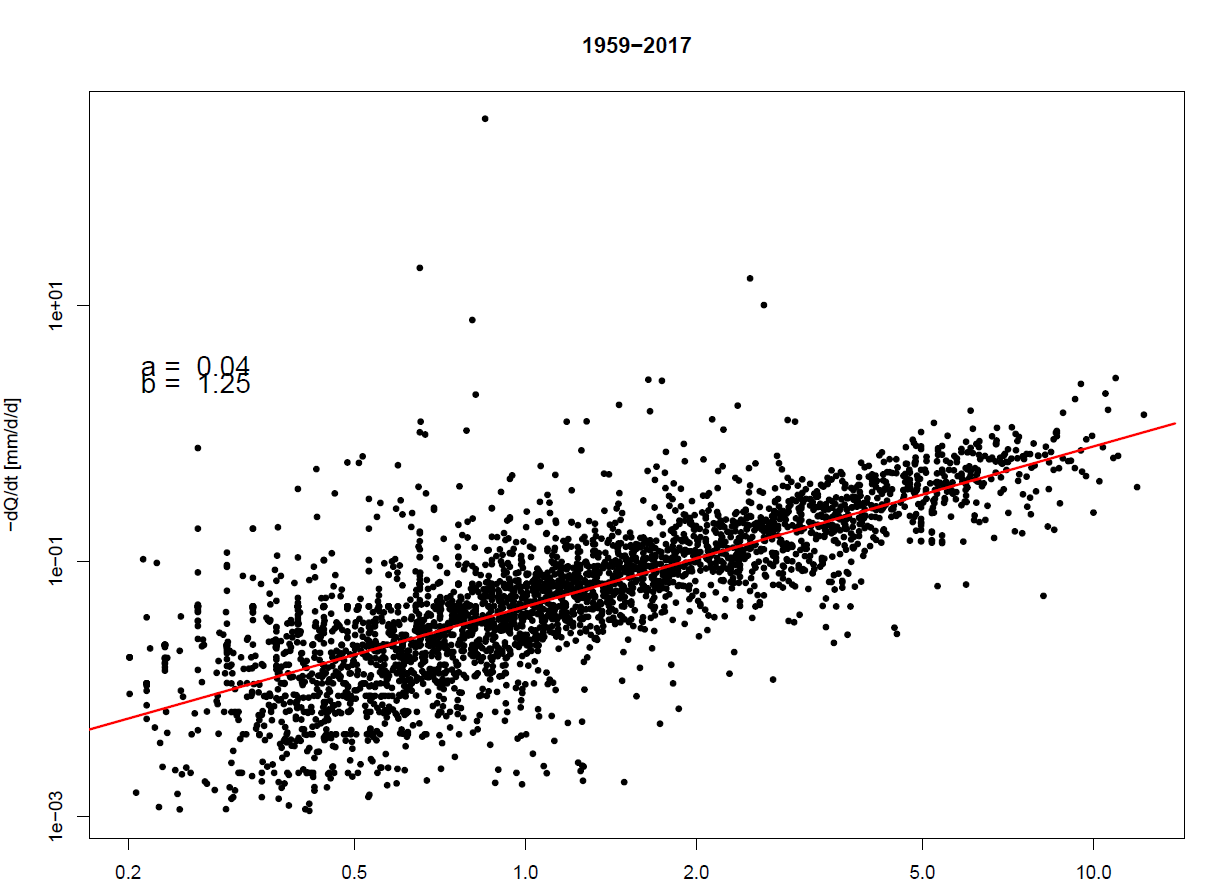 1959−2017
1e+01
a = 0.04
b = 1.25
−dQ/dt [mm/d/d]
1e−01
1e−03
0.2 0.5 1.0 2.0 5.0 10.0